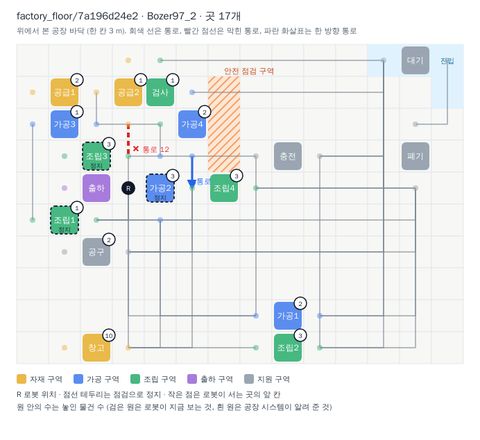 factory_floor/7a196d24e2 · Bozer97_2 · 곳 17개
위에서 본 공장 바닥 (한 칸 3 m). 회색 선은 통로, 빨간 점선은 막힌 통로, 파란 화살표는 한 방향 통로
안전 점검 구역
대기
전립
공급1 2
공급2 1
검사 1
가공3 1
가공4 2
✖ 통로 12
조립3 3
정지
충전
폐기
출하
R
가공2 3
정지
통로
조립4 3
조립1 1
정지
공구 2
가공1 2
창고 10
조립2 3
자재 구역
가공 구역
조립 구역
출하 구역
지원 구역
R 로봇 위치 · 점선 테두리는 점검으로 정지 · 작은 점은 로봇이 서는 곳의 앞 칸
원 안의 수는 놓인 물건 수 (검은 원은 로봇이 지금 보는 것, 흰 원은 공장 시스템이 알려 준 것)